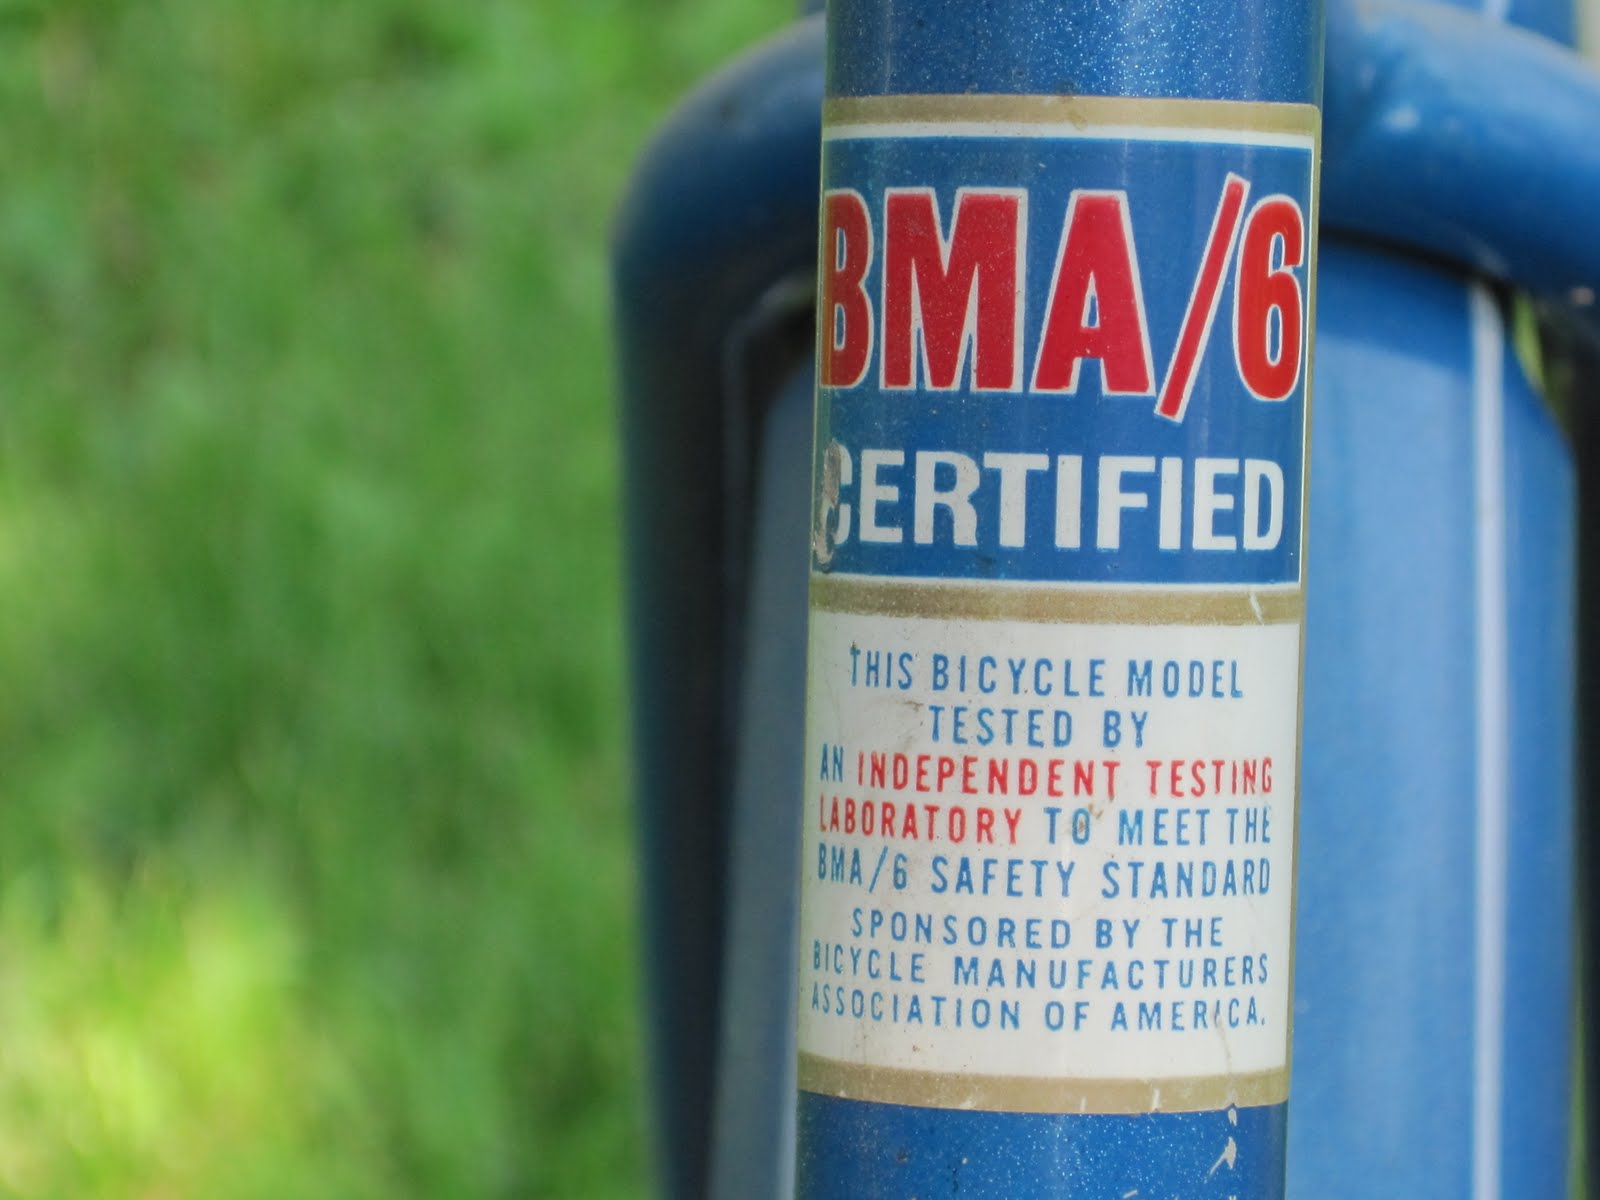 BMA/6
CERTIFIED
THIS BICYCLE MODEL
TESTED BY
AN INDEPENDENT TESTING
LABORATORY TO MEET THE
BMA/6 SAFETY STANDARD
SPONSORED BY THE
BICYCLE MANUFACTURERS
ASSOCIATION OF AMERICA.